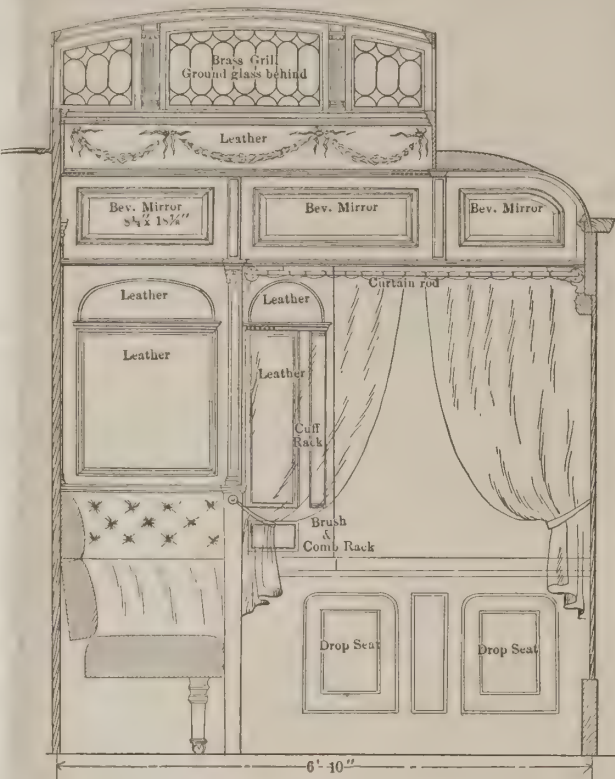 Brass Grill
Ground glass behind
Leather
Bev. Mirror
Bev. Mirror
Bev. Mirror
Curtain rod
Leather
Leather
Leather
Leather
Cuff
Rack
Brush
&
Comb Rack
Drop Seat
Drop Seat
6' 10"